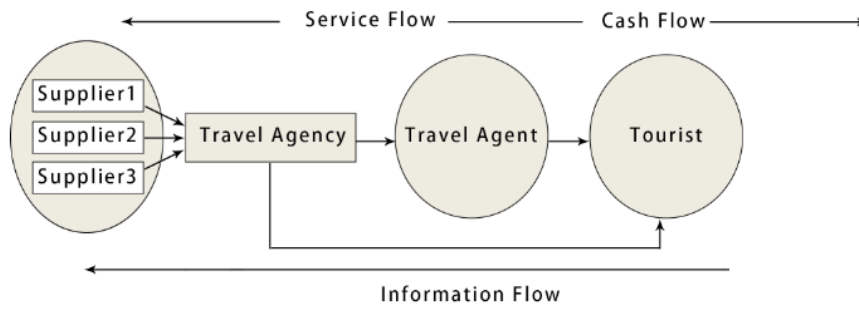 Service Flow Cash Flow
Supplier1
Supplier2
Supplier3
Travel Agency
Travel Agent
Tourist
Information Flow